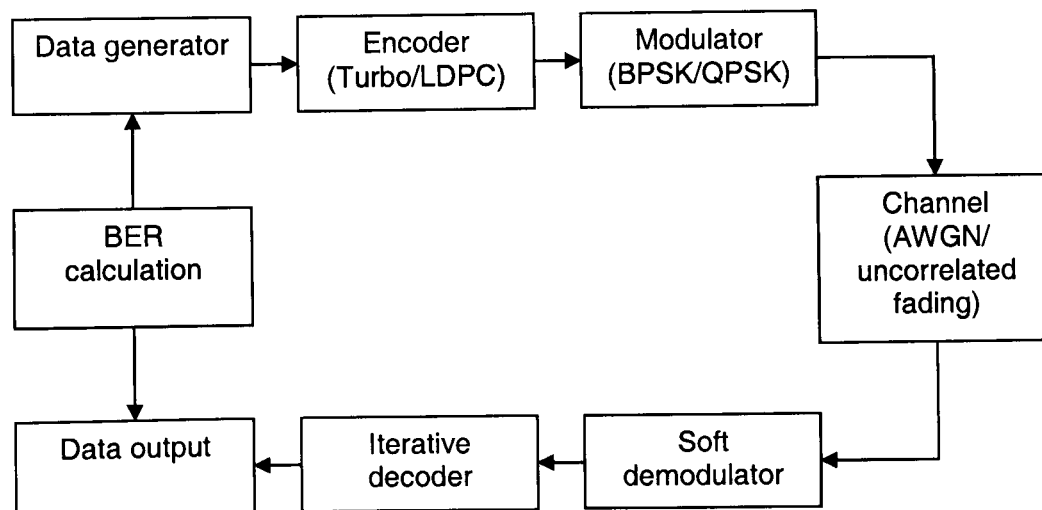 Data generator
Encoder
(Turbo/LDPC)
Modulator
(BPSK/QPSK)
BER
calculation
Channel
(AWGN/
uncorrelated
fading)
Data output
Iterative
decoder
Soft
demodulator